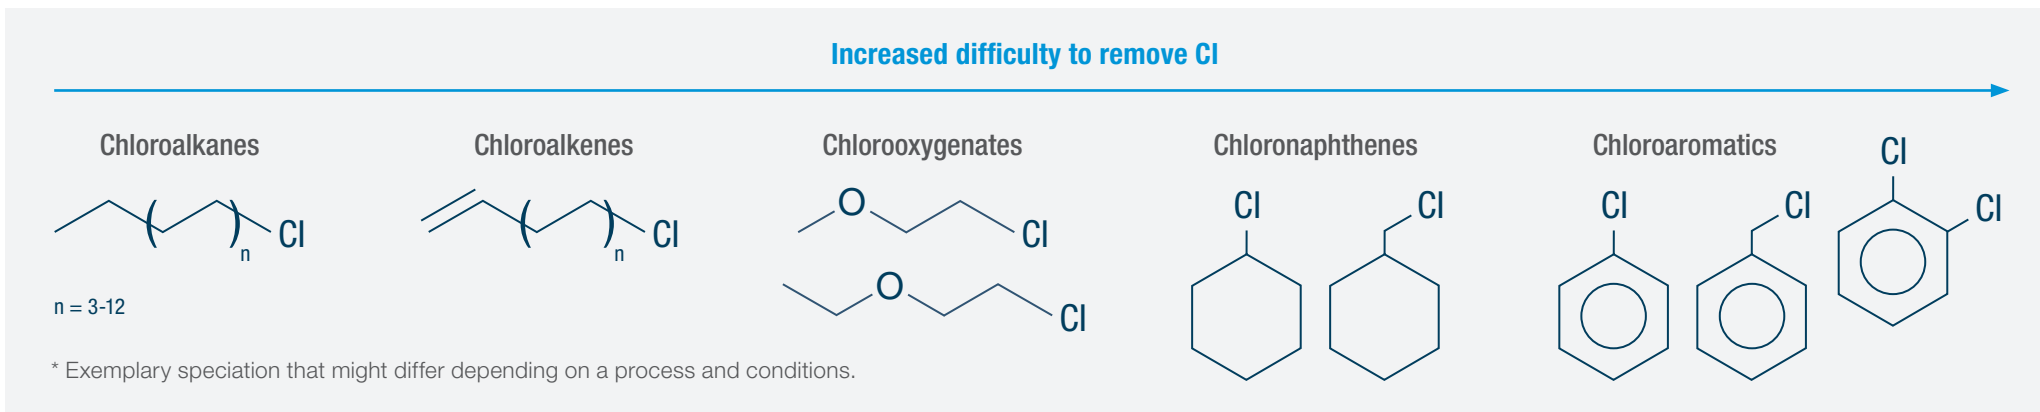 Increased difficulty to remove Cl
Chloroalkanes
Chloroalkenes
Chlorooxygenates
Chloronaphthenes
Chloroaromatics
( ) n Cl
( ) n Cl
O Cl
O Cl
Cl
Cl
Cl
Cl
Cl
Cl
n = 3-12
* Exemplary speciation that might differ depending on a process and conditions.